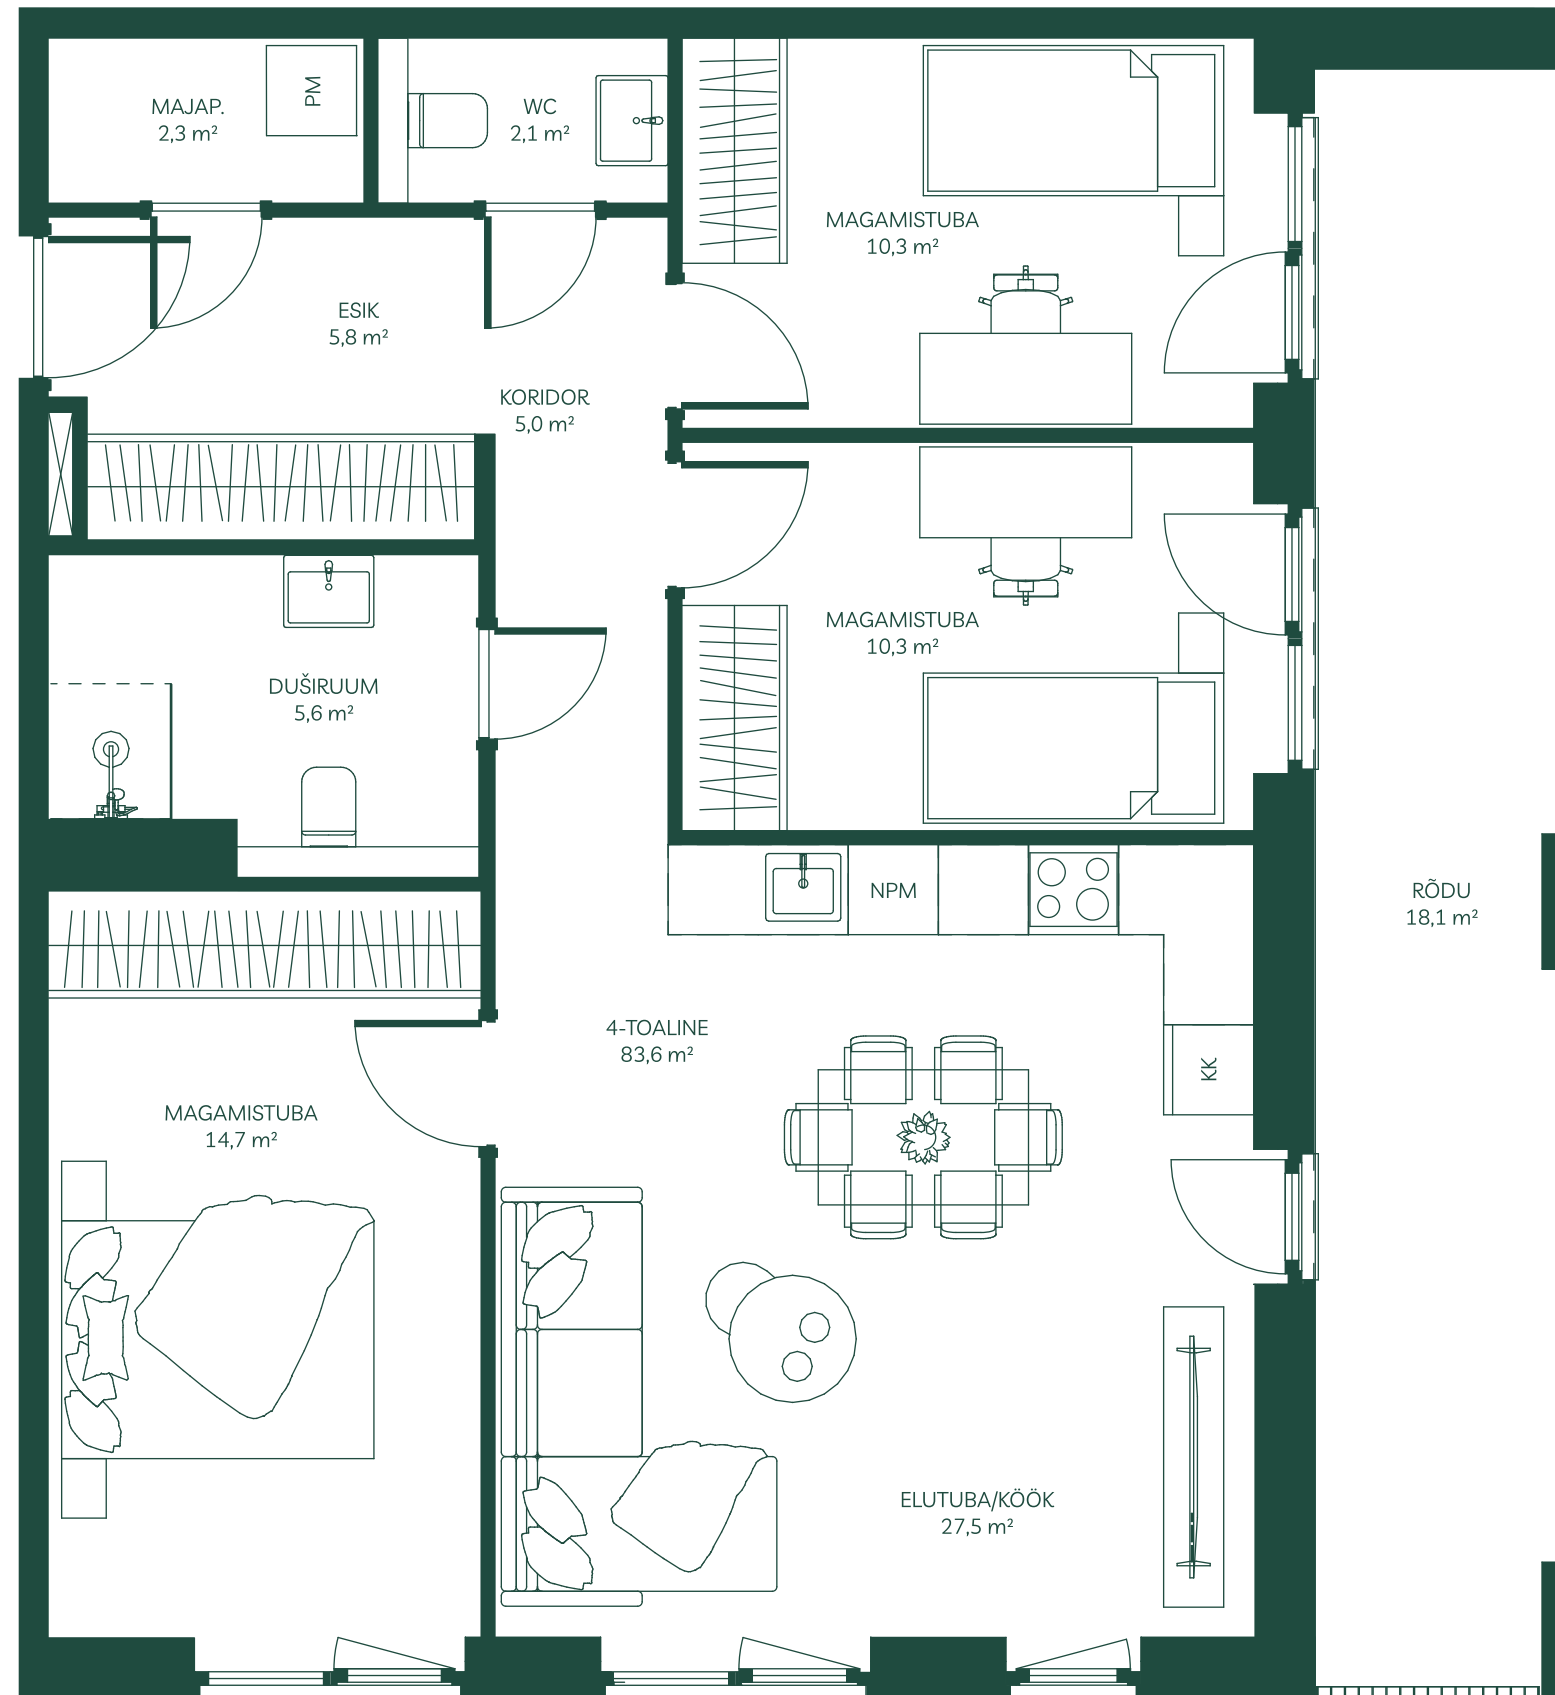 MAJAP.
2,3 m²
PM
WC
2,1 m²
MAGAMISTUBA
10,3 m²
ESIK
5,8 m²
KORIDOR
5,0 m²
MAGAMISTUBA
10,3 m²
DUŠIRUUM
5,6 m²
NPM
RÕDU
18,1 m²
4-TOALINE
83,6 m²
KK
MAGAMISTUBA
14,7 m²
ELUTUBA/KÖÖK
27,5 m²